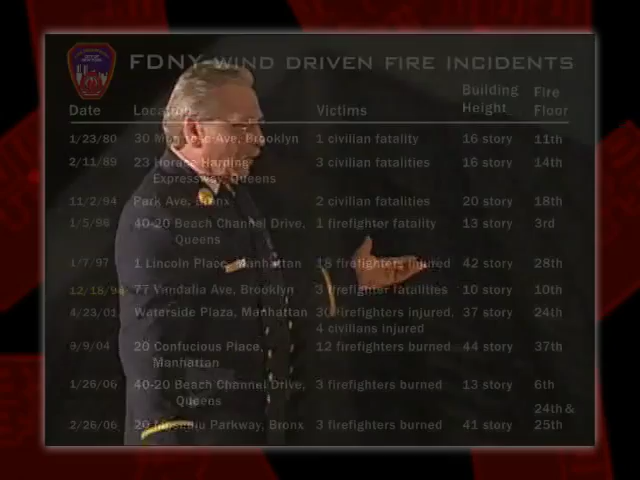 FDNY-WIND DRIVEN FIRE INCIDENTS
Date Location Victims Building Height Fire Floor
1/23/80 30 Ave, Brooklyn 1 civilian fatality 16 story 11th
2/11/89 23 Horace Harding 3 civilian fatalities 16 story 14th
Expressway, Queens
11/2/94 Park Ave, Bronx 2 civilian fatalities 20 story 18th
1/5/96 40-20 Beach Channel Drive, 1 firefighter fatality 13 story 3rd
Queens
1/7/97 1 Lincoln Place, Manhattan 18 firefighters injured 42 story 28th
12/18/94 77 Vandalia Ave, Brooklyn 3 firefighter fatalities 10 story 10th
4/23/01 Waterside Plaza, Manhattan 30 firefighters injured, 37 story 24th
4 civilians injured
9/9/04 20 Confucious Place, 12 firefighters burned 44 story 37th
Manhattan
1/26/06 40-20 Beach Channel Drive, 3 firefighters burned 13 story 6th
Queens
24th &
2/26/06 20 Parkway, Bronx 3 firefighters burned 41 story 25th